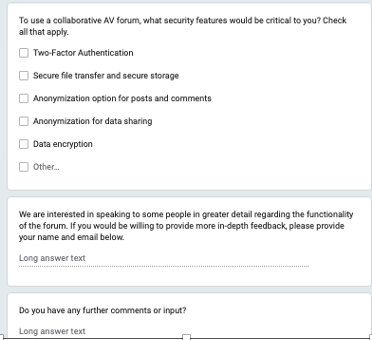 To use a collaborative AV forum, what security features would be critical to you? Check
all that apply.
Two-Factor Authentication
Secure file transfer and secure storage
Anonymization option for posts and comments
Anonymization for data sharing
Data encryption
Other...
We are interested in speaking to some people in greater detail regarding the functionality
of the forum. If you would be willing to provide more in-depth feedback, please provide
your name and email below.
Long answer text
Do you have any further comments or input?
Long answer text